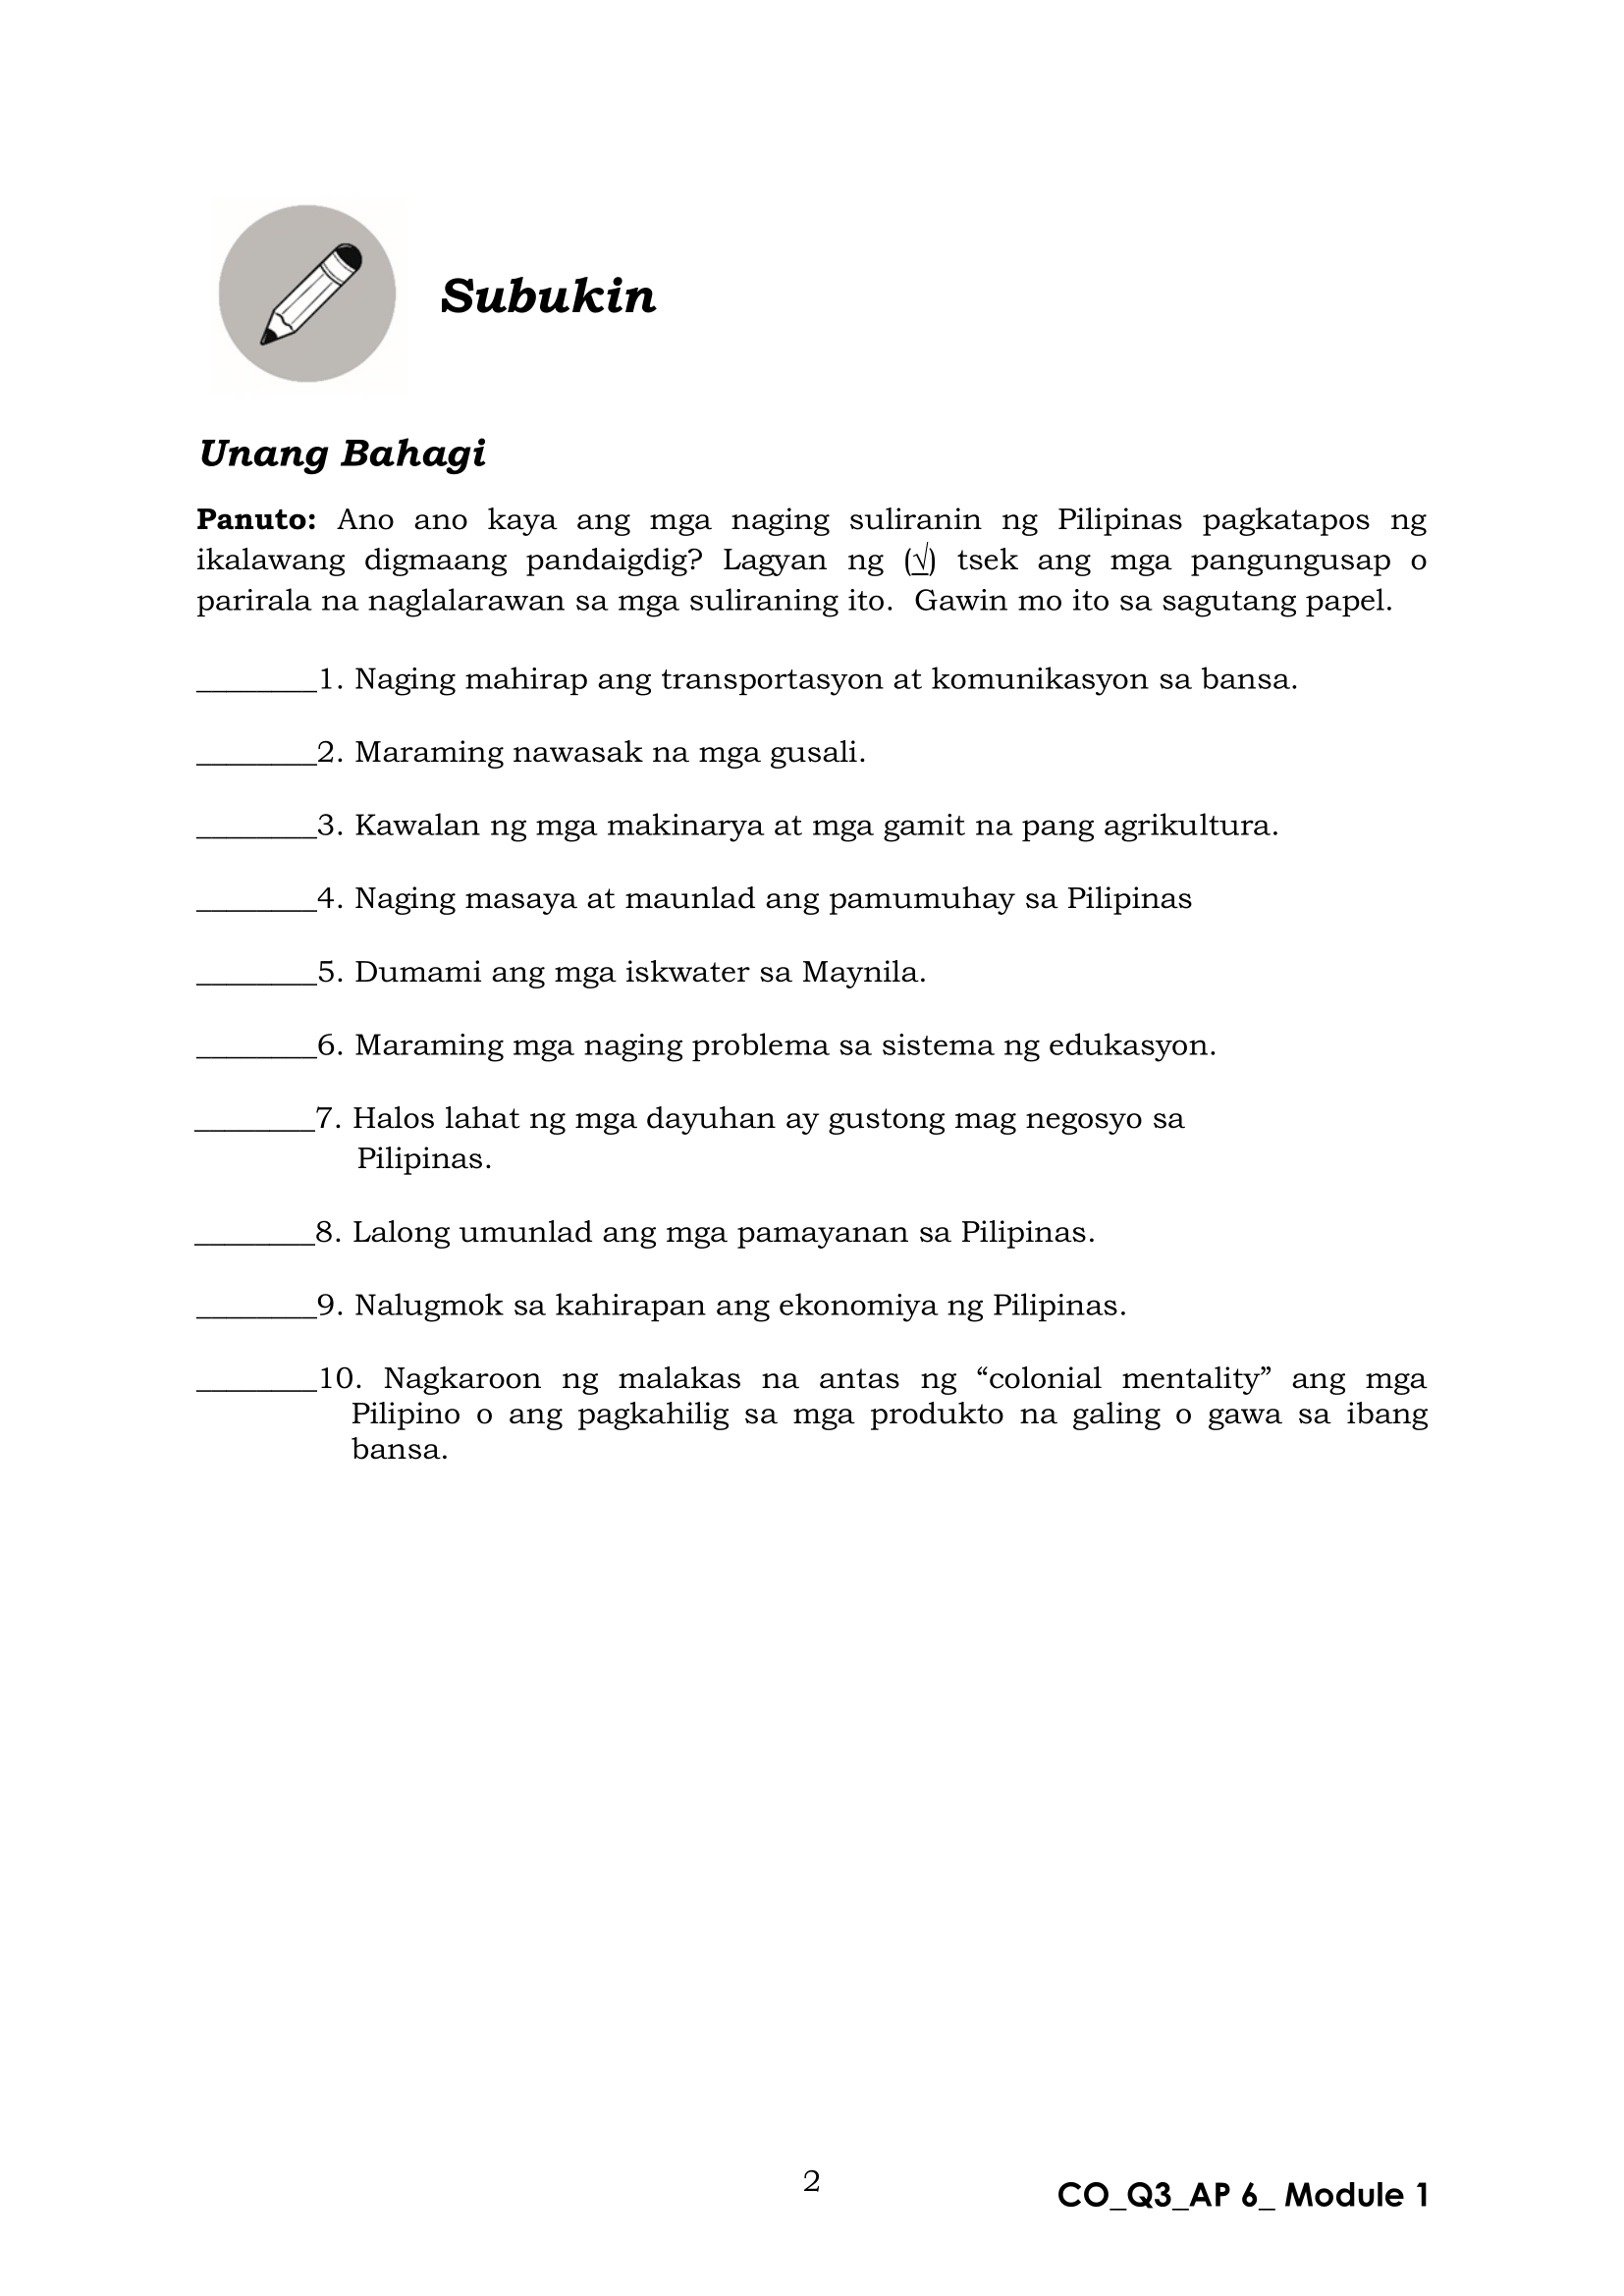 Subukin
Unang Bahagi
Panuto: Ano ano kaya ang mga naging suliranin ng Pilipinas pagkatapos ng
ikalawang digmaang pandaigdig? Lagyan ng (√) tsek ang mga pangungusap o
parirala na naglalarawan sa mga suliraning ito. Gawin mo ito sa sagutang papel.
________1. Naging mahirap ang transportasyon at komunikasyon sa bansa.
________2. Maraming nawasak na mga gusali.
________3. Kawalan ng mga makinarya at mga gamit na pang agrikultura.
________4. Naging masaya at maunlad ang pamumuhay sa Pilipinas
________5. Dumami ang mga iskwater sa Maynila.
________6. Maraming mga naging problema sa sistema ng edukasyon.
________7. Halos lahat ng mga dayuhan ay gustong mag negosyo sa
Pilipinas.
________8. Lalong umunlad ang mga pamayanan sa Pilipinas.
________9. Nalugmok sa kahirapan ang ekonomiya ng Pilipinas.
________10. Nagkaroon ng malakas na antas ng “colonial mentality” ang mga
Pilipino o ang pagkahilig sa mga produkto na galing o gawa sa ibang
bansa.
2
CO_Q3_AP 6_ Module 1